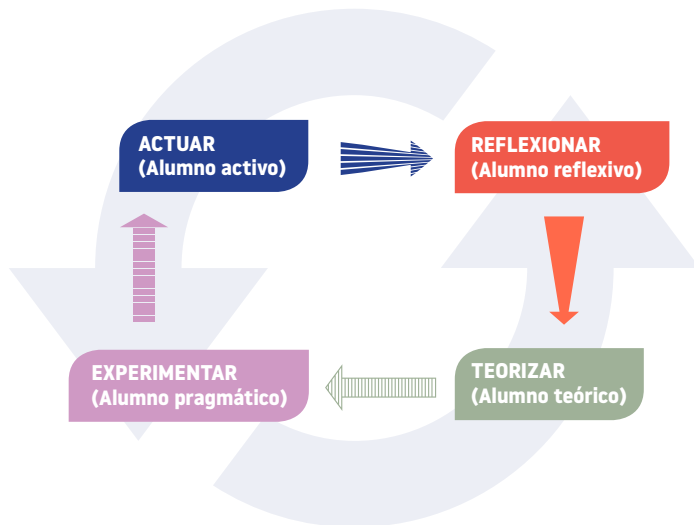 ACTUAR
(Alumno activo)
REFLEXIONAR
(Alumno reflexivo)
EXPERIMENTAR
(Alumno pragmático)
TEORIZAR
(Alumno teórico)